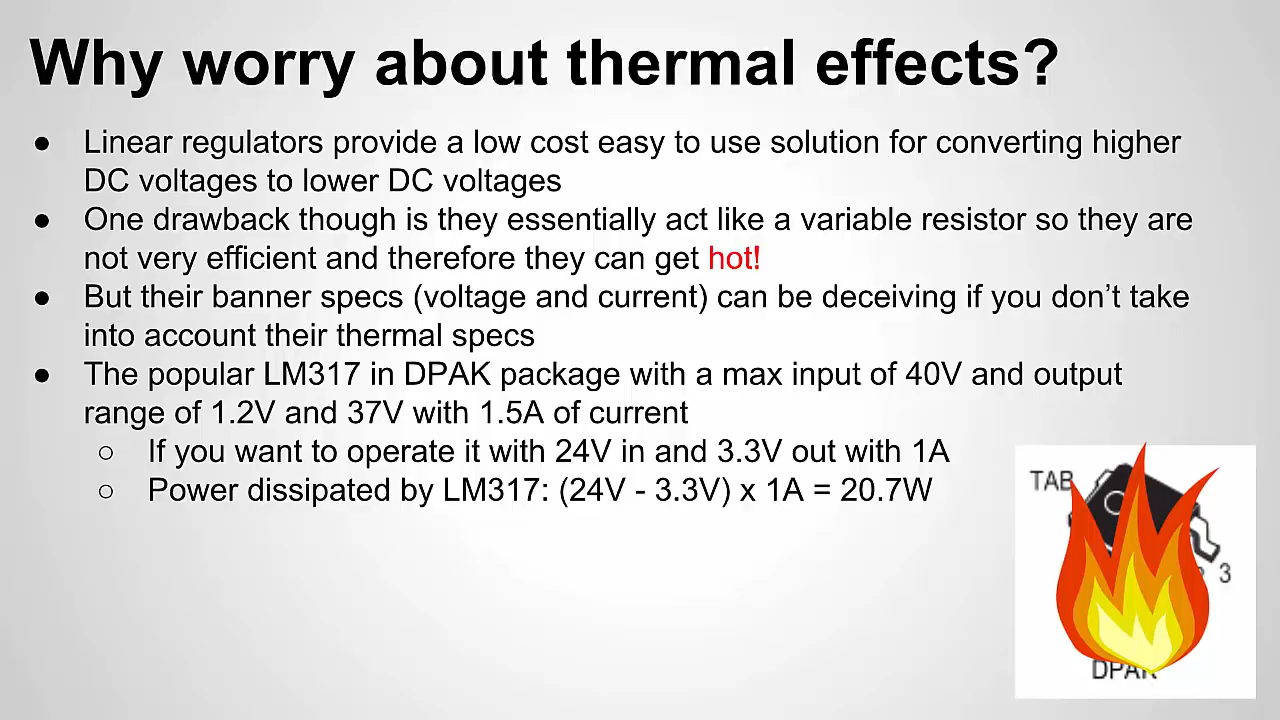 Why worry about thermal effects?
● Linear regulators provide a low cost easy to use solution for converting higher
DC voltages to lower DC voltages
● One drawback though is they essentially act like a variable resistor so they are
not very efficient and therefore they can get hot!
● But their banner specs (voltage and current) can be deceiving if you don’t take
into account their thermal specs
● The popular LM317 in DPAK package with a max input of 40V and output
range of 1.2V and 37V with 1.5A of current
○ If you want to operate it with 24V in and 3.3V out with 1A
○ Power dissipated by LM317: (24V - 3.3V) x 1A = 20.7W
TAB
3
DPAK